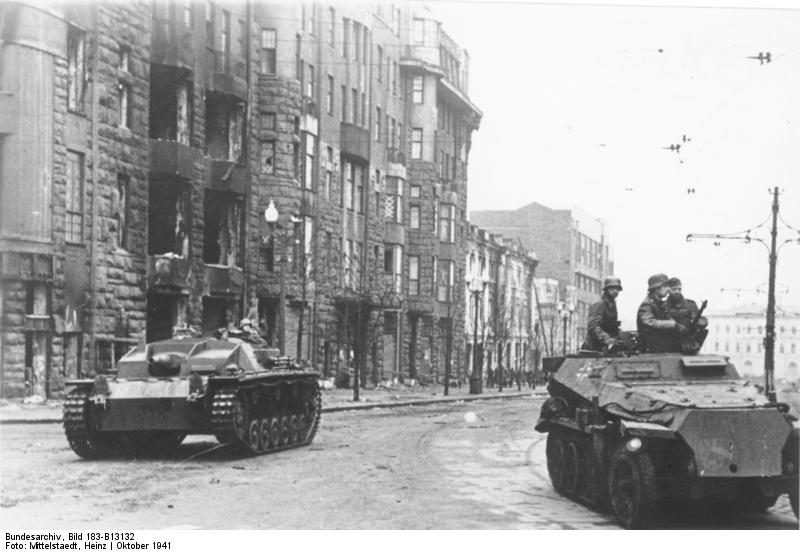 Bundesarchiv, Bild 183-B13132
Foto: Mittelstaedt, Heinz | Oktober 1941